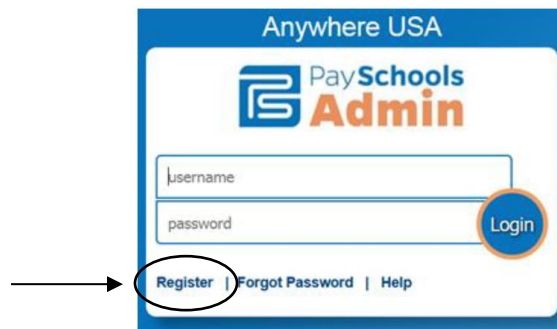 Anywhere USA
PaySchools
Admin
username
password
Login
Register | Forgot Password | Help